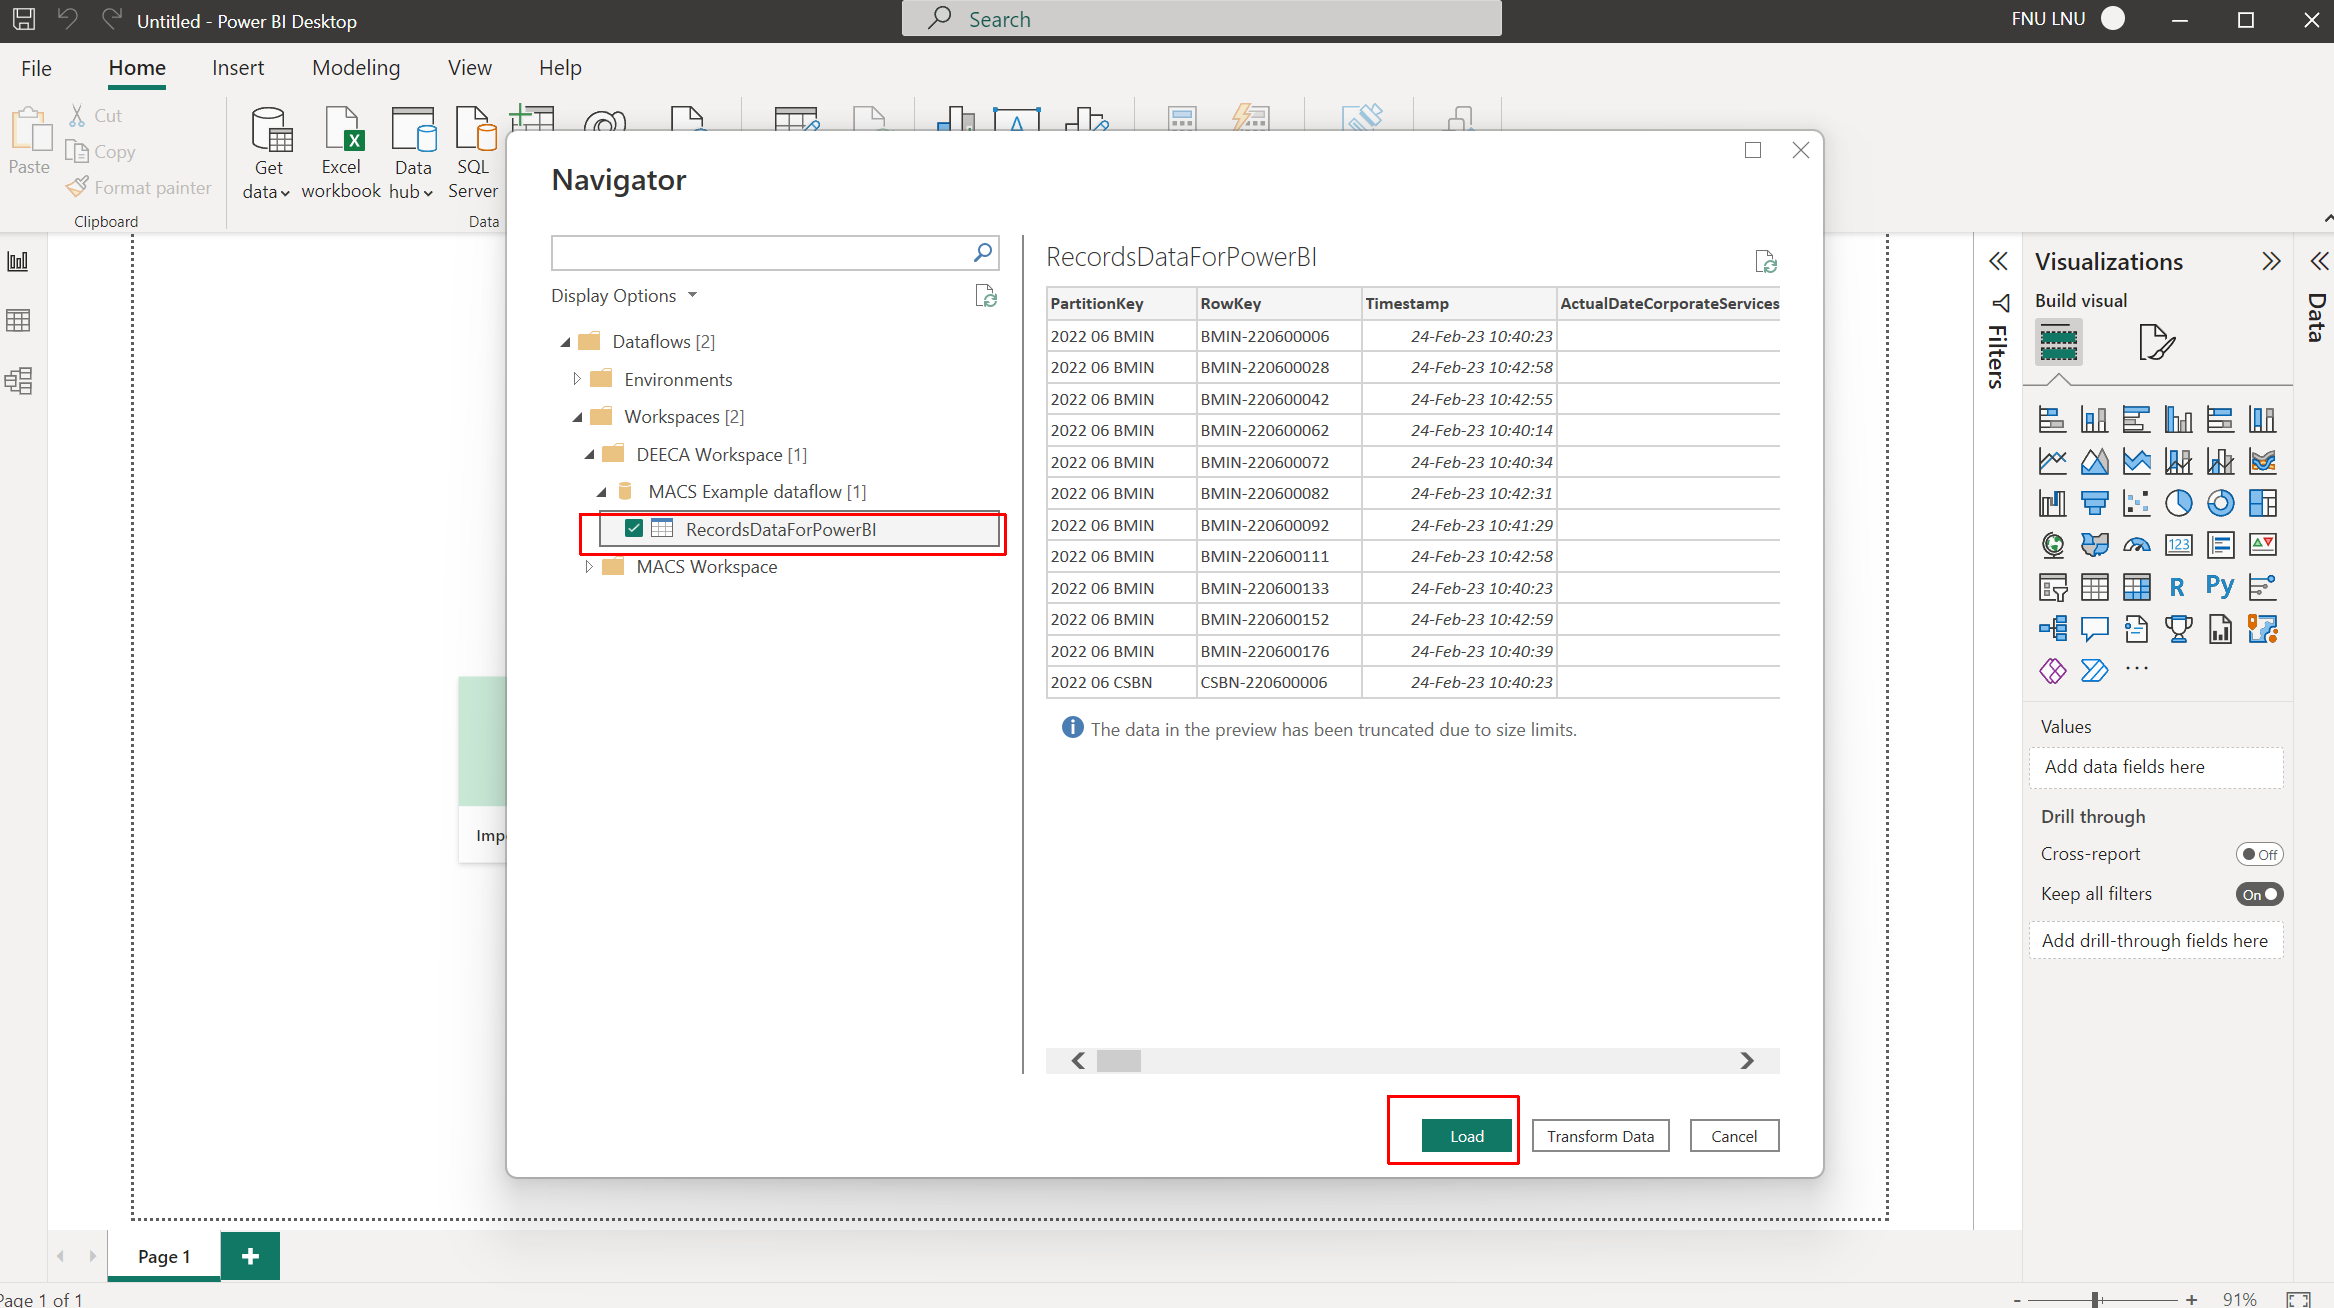 Untitled - Power BI Desktop
Search
FNU LNU
File
Home
Insert
Modeling
View
Help
Paste
Cut
Copy
Format painter
Clipboard
Get data
Excel workbook
Data hub
SQL Server
Data
Navigator
Display Options
Dataflows [2]
Environments
Workspaces [2]
DEECA Workspace [1]
MACS Example dataflow [1]
RecordsDataForPowerBI
MACS Workspace
RecordsDataForPowerBI
PartitionKey RowKey Timestamp ActualDateCorporateServices
2022 06 BMIN BMIN-220600006 24-Feb-23 10:40:23
2022 06 BMIN BMIN-220600028 24-Feb-23 10:42:58
2022 06 BMIN BMIN-220600042 24-Feb-23 10:42:55
2022 06 BMIN BMIN-220600062 24-Feb-23 10:40:14
2022 06 BMIN BMIN-220600072 24-Feb-23 10:40:34
2022 06 BMIN BMIN-220600082 24-Feb-23 10:42:31
2022 06 BMIN BMIN-220600092 24-Feb-23 10:41:29
2022 06 BMIN BMIN-220600111 24-Feb-23 10:42:58
2022 06 BMIN BMIN-220600133 24-Feb-23 10:40:23
2022 06 BMIN BMIN-220600152 24-Feb-23 10:42:59
2022 06 BMIN BMIN-220600176 24-Feb-23 10:40:39
2022 06 CSBN CSBN-220600006 24-Feb-23 10:40:23
The data in the preview has been truncated due to size limits.
Load
Transform Data
Cancel
Impo
Filters
Visualizations
Build visual
Data
123
R
Py
Values
Add data fields here
Drill through
Cross-report
Off
Keep all filters
On
Add drill-through fields here
Page 1
Page 1 of 1
91%